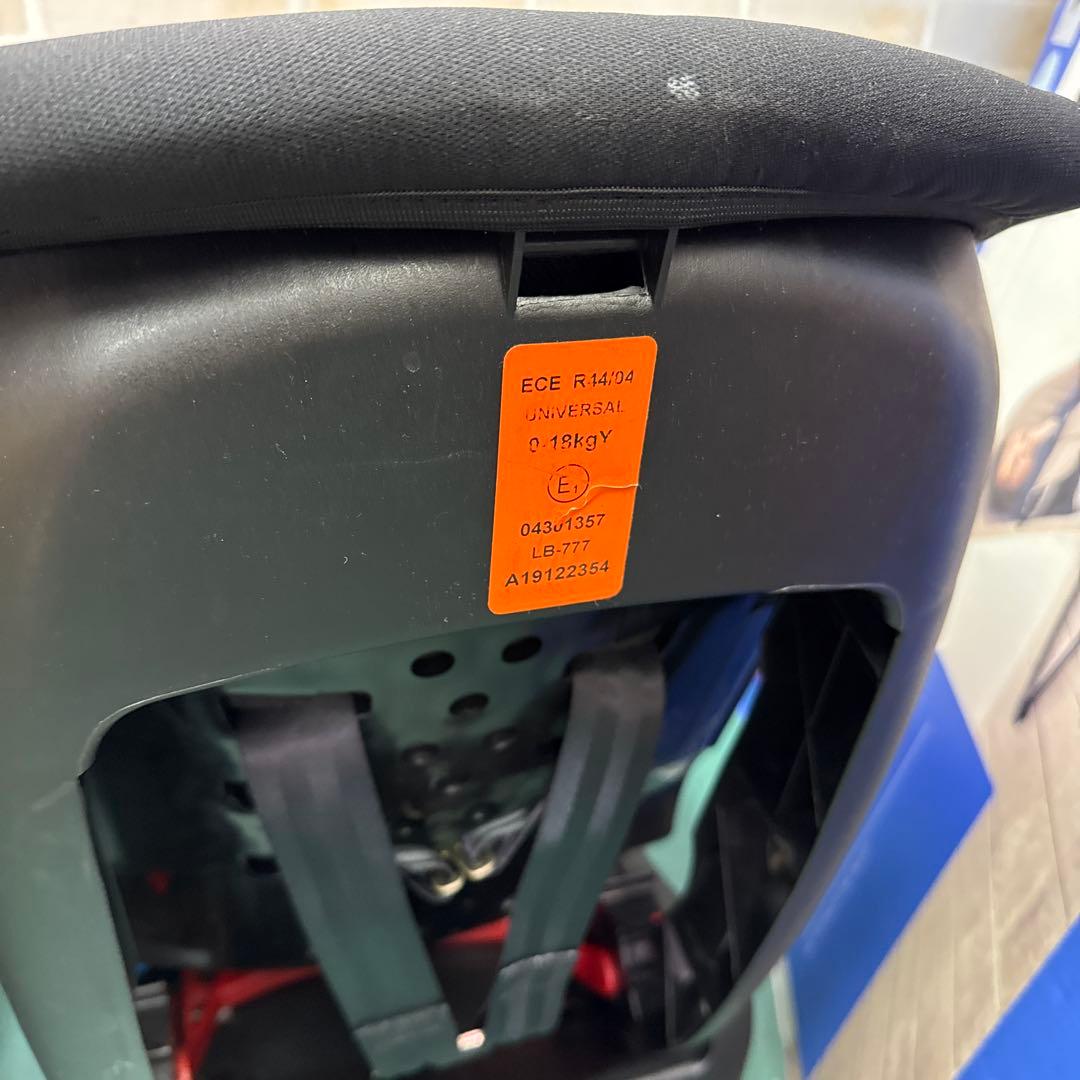 ECE R44/04
UNIVERSAL
0-18kgY
E1
04301357
LB-777
A19122354